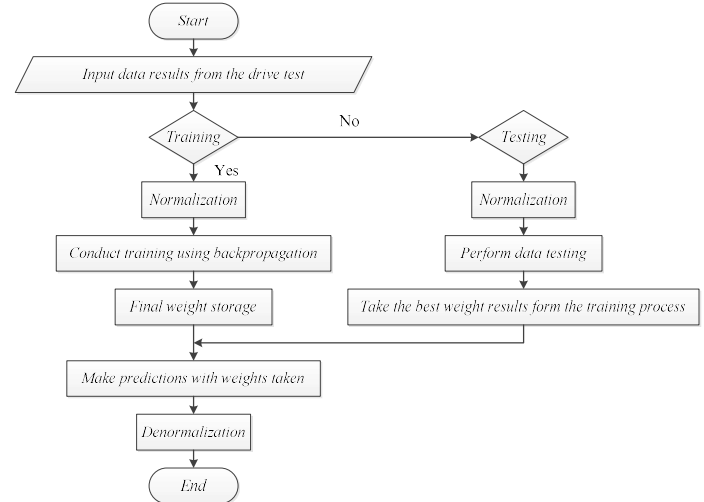 Start
Input data results from the drive test
Training
No
Testing
Yes
Normalization
Normalization
Conduct training using backpropagation
Perform data testing
Final weight storage
Take the best weight results form the training process
Make predictions with weights taken
Denormalization
End